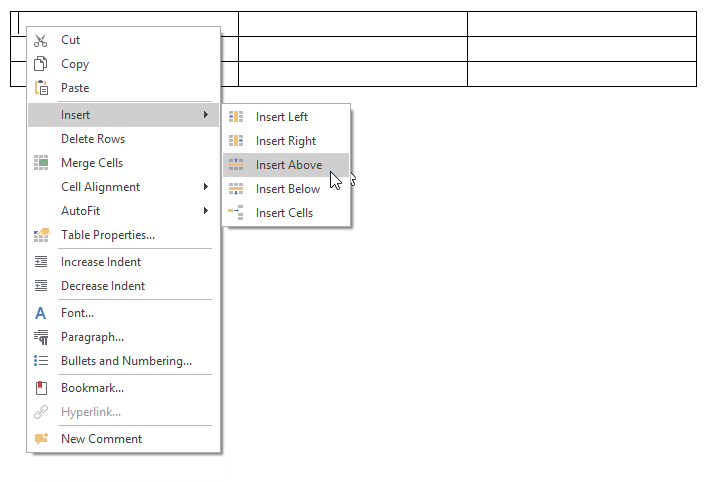 Cut
Copy
Paste
Insert
Delete Rows
Merge Cells
Cell Alignment
AutoFit
Table Properties...
Increase Indent
Decrease Indent
Font...
Paragraph...
Bullets and Numbering...
Bookmark...
Hyperlink...
New Comment
Insert Left
Insert Right
Insert Above
Insert Below
Insert Cells